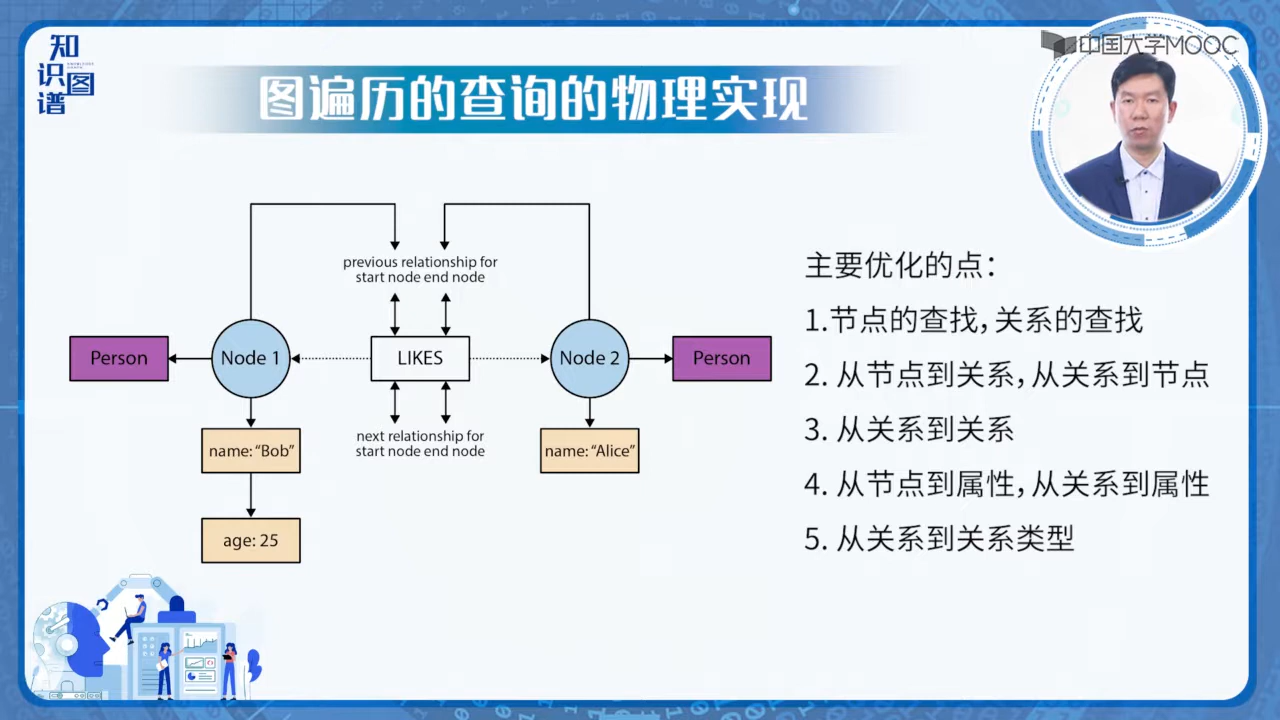 知识图谱
KNOWLEDGE GRAPH
中国大学MOOC
图遍历的查询的物理实现
previous relationship for
start node end node
Person
Node 1
LIKES
Node 2
Person
next relationship for
start node end node
name: “Bob”
name: “Alice”
age: 25
主要优化的点：
1.节点的查找，关系的查找
2. 从节点到关系，从关系到节点
3. 从关系到关系
4. 从节点到属性，从关系到属性
5. 从关系到关系类型